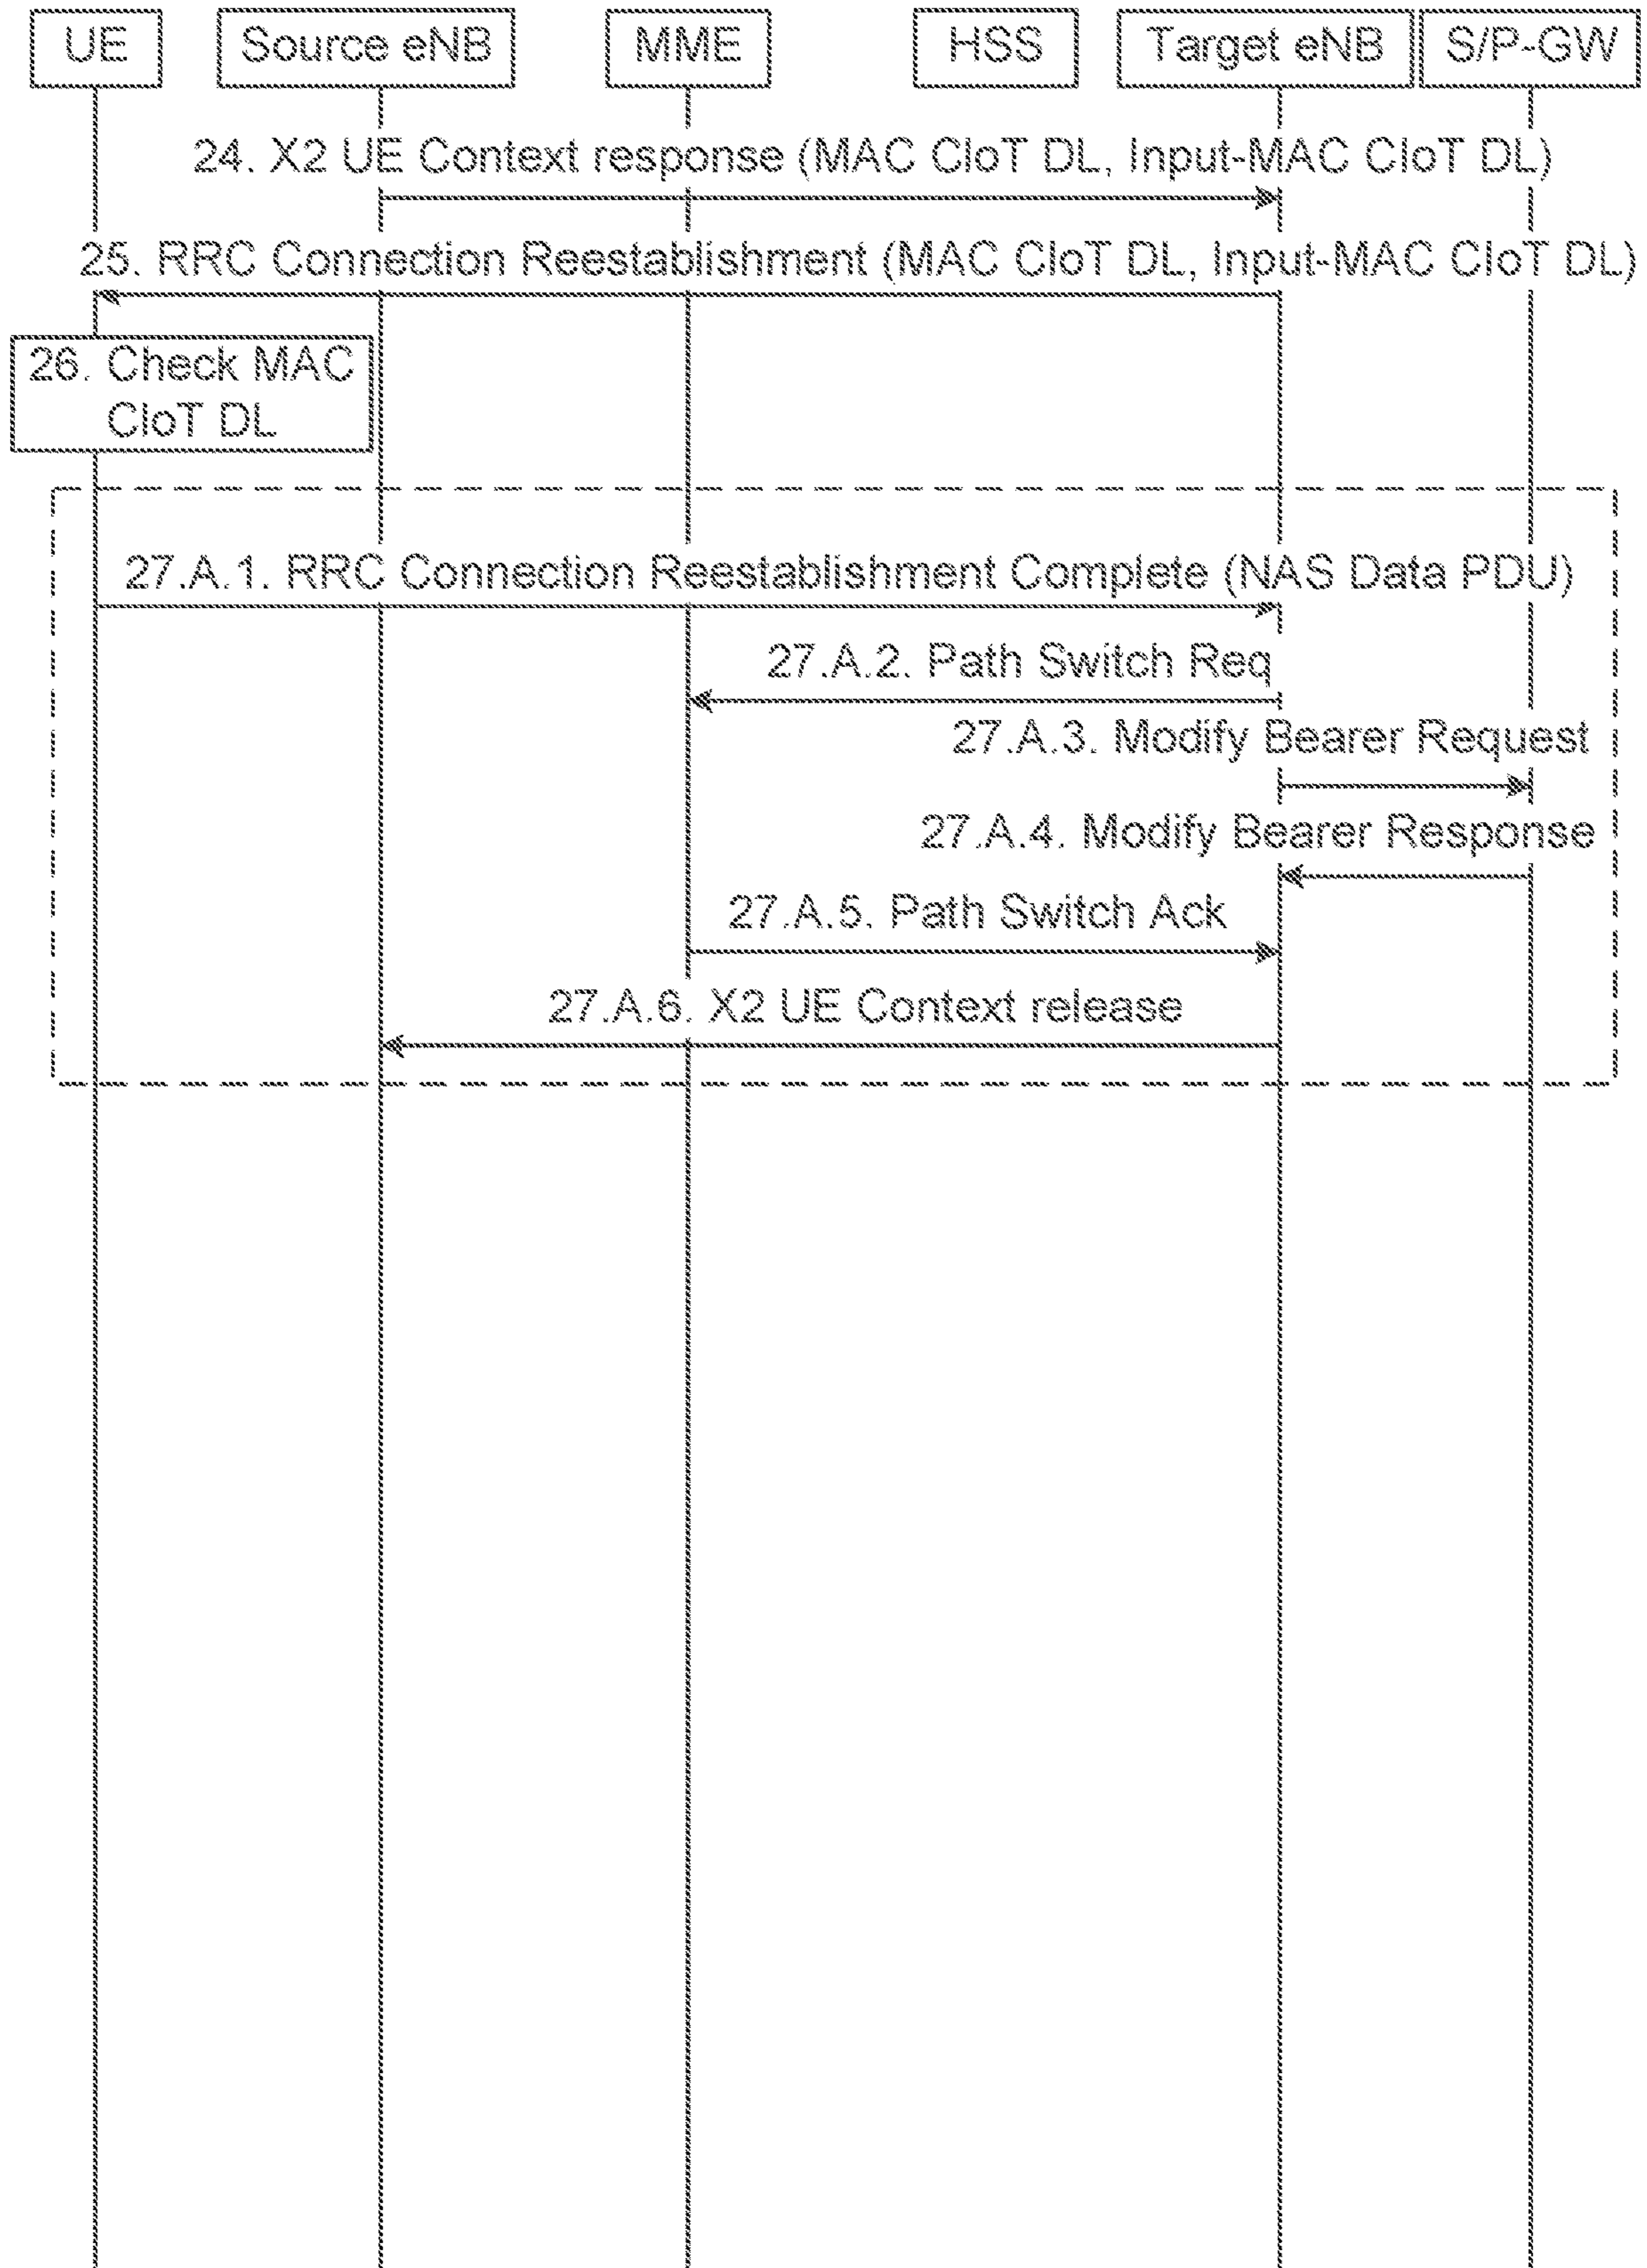 UE Source eNB MME HSS Target eNB S/P-GW
24. X2 UE Context response (MAC CIoT DL, Input-MAC CIoT DL)
25. RRC Connection Reestablishment (MAC CIoT DL, Input-MAC CIoT DL)
26. Check MAC
CIoT DL
27.A.1. RRC Connection Reestablishment Complete (NAS Data PDU)
27.A.2. Path Switch Req
27.A.3. Modify Bearer Request
27.A.4. Modify Bearer Response
27.A.5. Path Switch Ack
27.A.6. X2 UE Context release